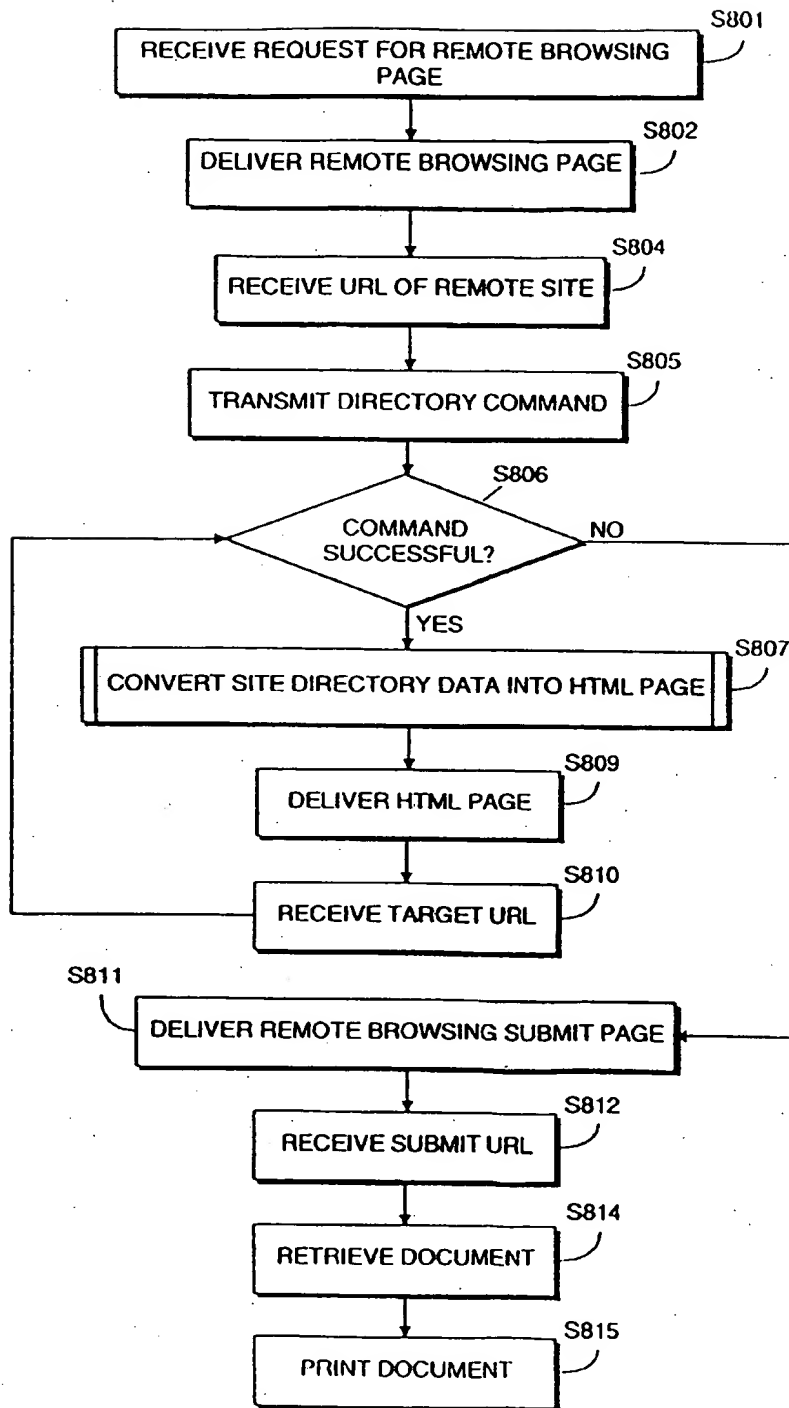 S801
RECEIVE REQUEST FOR REMOTE BROWSING
PAGE
S802
DELIVER REMOTE BROWSING PAGE
S804
RECEIVE URL OF REMOTE SITE
S805
TRANSMIT DIRECTORY COMMAND
S806
COMMAND
SUCCESSFUL?
NO
YES
S807
CONVERT SITE DIRECTORY DATA INTO HTML PAGE
S809
DELIVER HTML PAGE
S810
RECEIVE TARGET URL
S811
DELIVER REMOTE BROWSING SUBMIT PAGE
S812
RECEIVE SUBMIT URL
S814
RETRIEVE DOCUMENT
S815
PRINT DOCUMENT